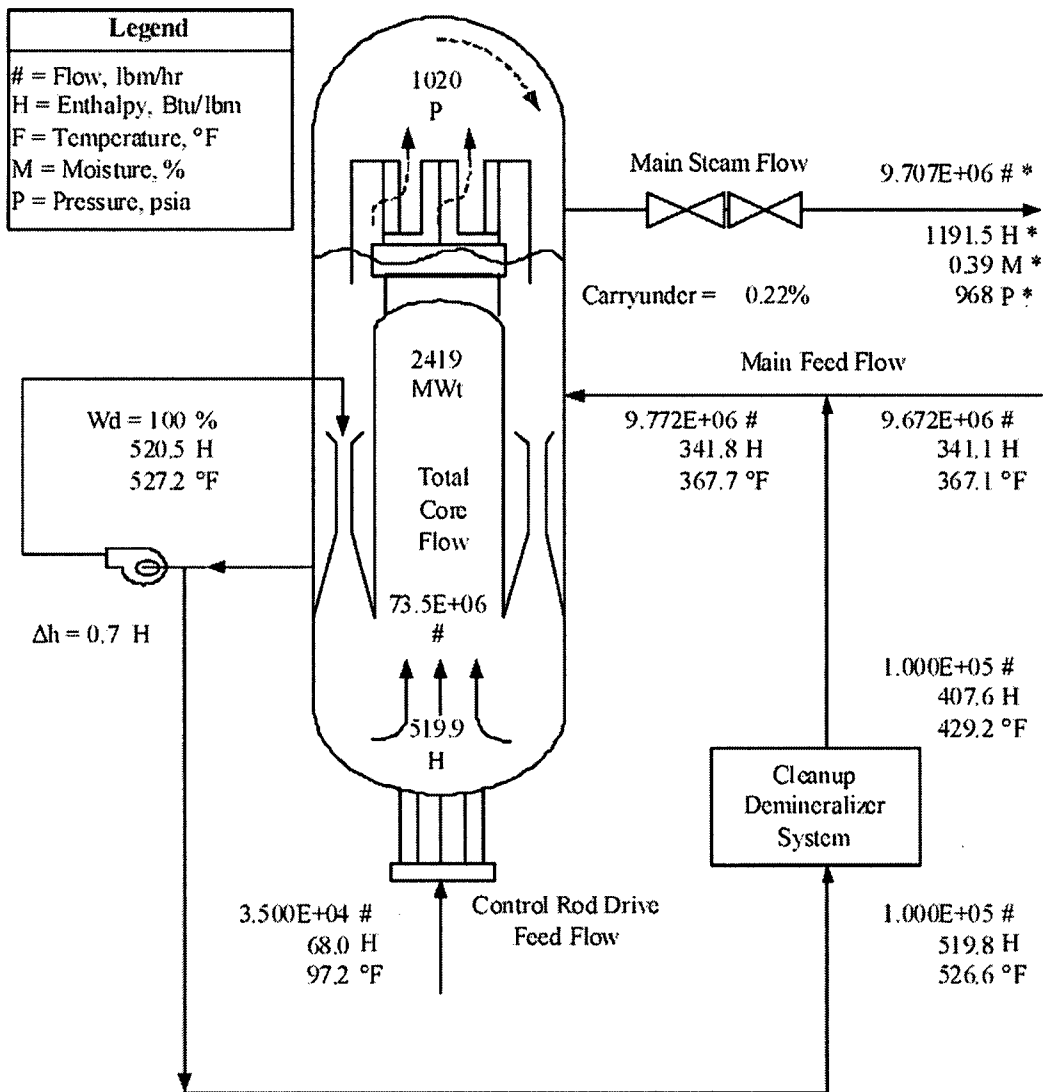 Legend
# = Flow, lbm/hr
H = Enthalpy, Btu/lbm
F = Temperature, °F
M = Moisture, %
P = Pressure, psia
1020
P
Main Steam Flow
9.707E+06 # *
1191.5 H *
0.39 M *
968 P *
Carryunder = 0.22%
2419
MWt
Main Feed Flow
Wd = 100 %
520.5 H
527.2 °F
9.772E+06 #
341.8 H
367.7 °F
9.672E+06 #
341.1 H
367.1 °F
Total
Core
Flow
73.5E+06
#
Δh = 0.7 H
519.9
H
1.000E+05 #
407.6 H
429.2 °F
Cleanup
Demineralizer
System
3.500E+04 #
68.0 H
97.2 °F
Control Rod Drive
Feed Flow
1.000E+05 #
519.8 H
526.6 °F